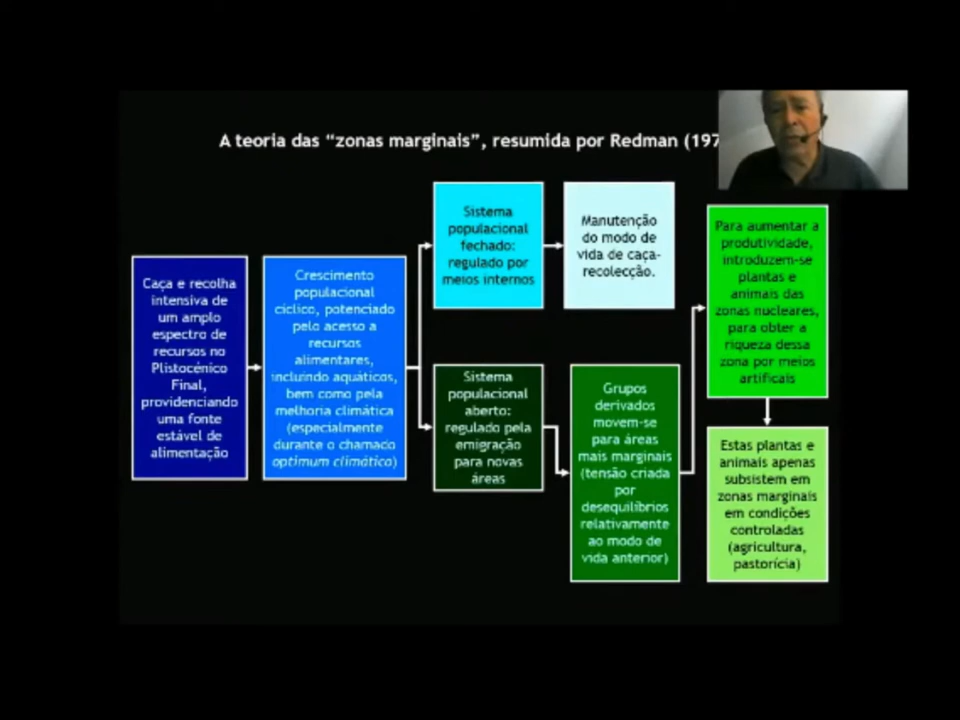 A teoria das “zonas marginais”, resumida por Redman (197
Caça e recolha
intensiva de
um amplo
espectro de
recursos no
Plistocénico
Final,
providenciando
uma fonte
estável de
alimentação
Crescimento
populacional
cíclico, potenciado
pelo acesso a
recursos
alimentares,
incluindo aquáticos,
bem como pela
melhoria climática
(especialmente
durante o chamado
optimum climático)
Sistema
populacional
fechado:
regulado por
meios internos
Manutenção
do modo de
vida de caça-
recolecção.
Sistema
populacional
aberto:
regulado pela
emigração
para novas
áreas
Grupos
derivados
movem-se
para áreas
mais marginais
(tensão criada
por
desequilíbrios
relativamente
ao modo de
vida anterior)
Para aumentar a
produtividade,
introduzem-se
plantas e
animais das
zonas nucleares,
para obter a
riqueza dessa
zona por meios
artificais
Estas plantas e
animais apenas
subsistem em
zonas marginais
em condições
controladas
(agricultura,
pastorícia)